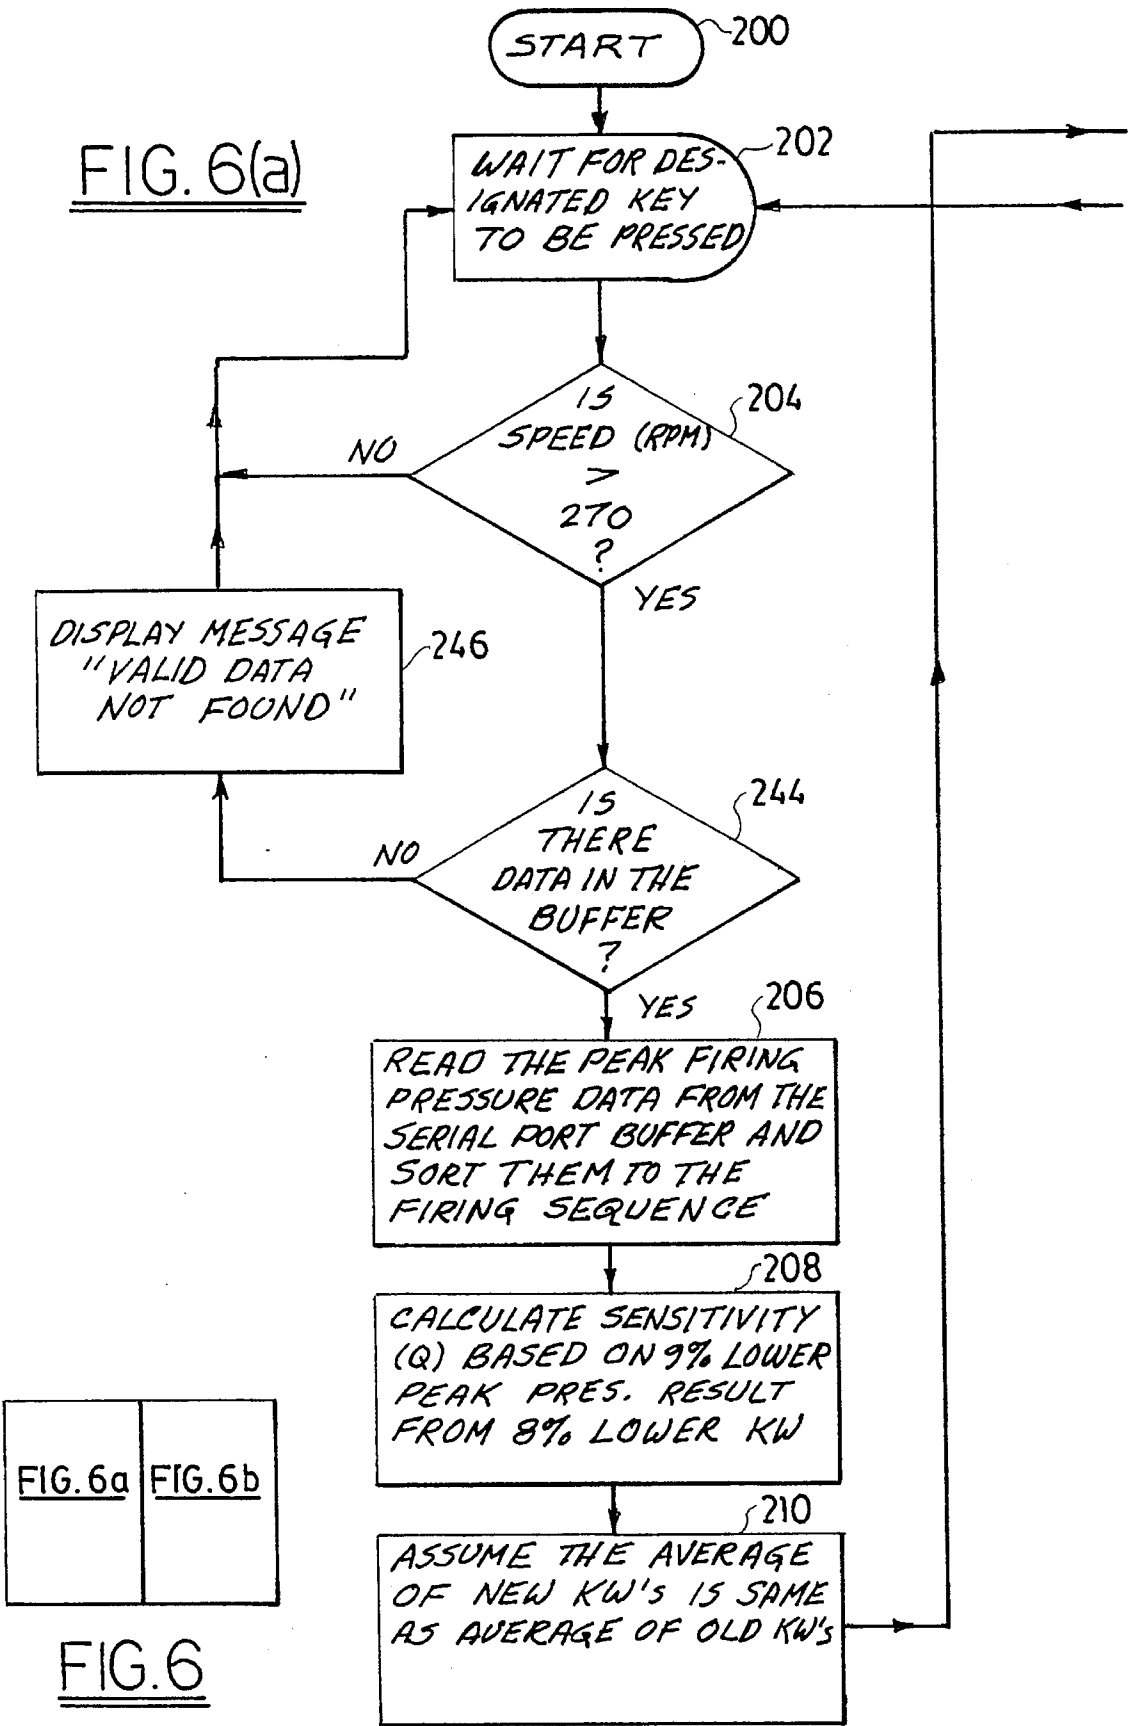 START
200
FIG. 6(a)
WAIT FOR DES-
IGNATED KEY
TO BE PRESSED
202
IS
SPEED (RPM)
>
270
?
204
NO
YES
DISPLAY MESSAGE
"VALID DATA
NOT FOUND"
246
IS
THERE
DATA IN THE
BUFFER
?
244
NO
YES
206
READ THE PEAK FIRING
PRESSURE DATA FROM THE
SERIAL PORT BUFFER AND
SORT THEM TO THE
FIRING SEQUENCE
208
CALCULATE SENSITIVITY
(Q) BASED ON 9% LOWER
PEAK PRES. RESULT
FROM 8% LOWER KW
210
ASSUME THE AVERAGE
OF NEW KW'S IS SAME
AS AVERAGE OF OLD KW's
FIG.6a
FIG.6b
FIG.6